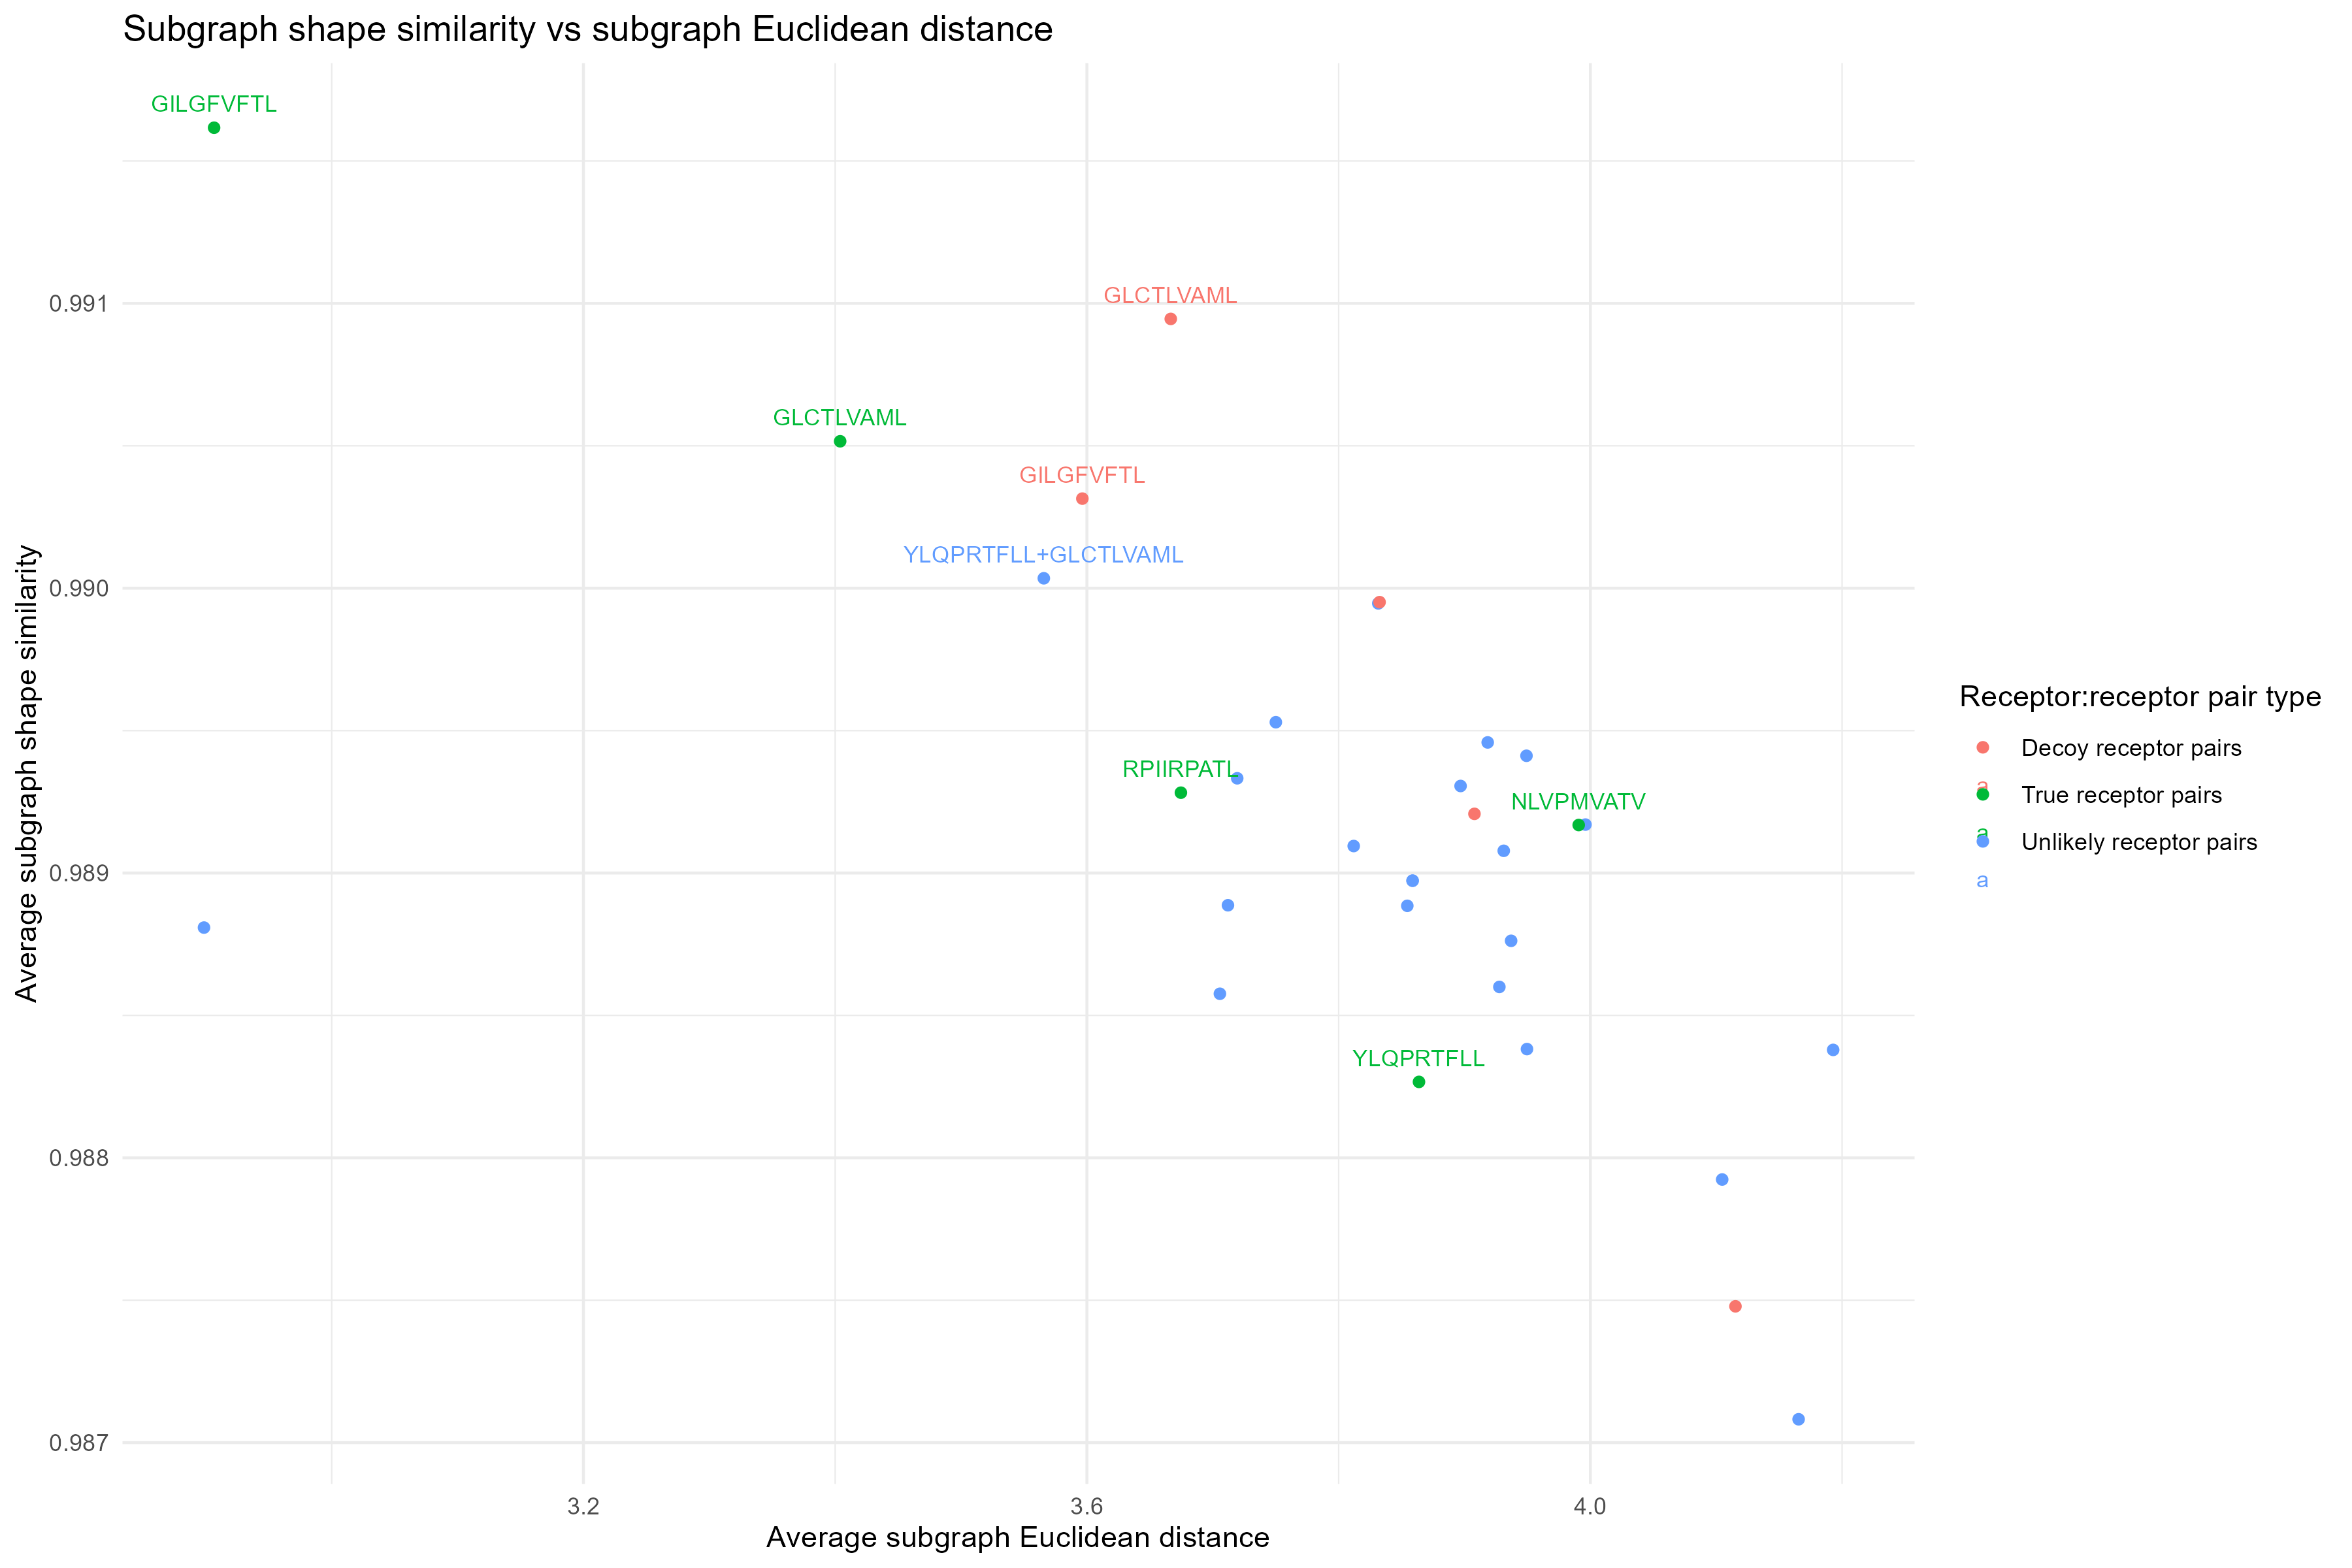 Subgraph shape similarity vs subgraph Euclidean distance
GILGFVFTL
GLCTLVAML
GLCTLVAML
GILGFVFTL
YLQPRTFLL+GLCTLVAML
RPIIRPATL
NLVPMVATV
YLQPRTFLL
0.991
0.990
0.989
0.988
0.987
Average subgraph shape similarity
3.2
3.6
4.0
Average subgraph Euclidean distance
Receptor:receptor pair type
Decoy receptor pairs
a
True receptor pairs
a
Unlikely receptor pairs
a